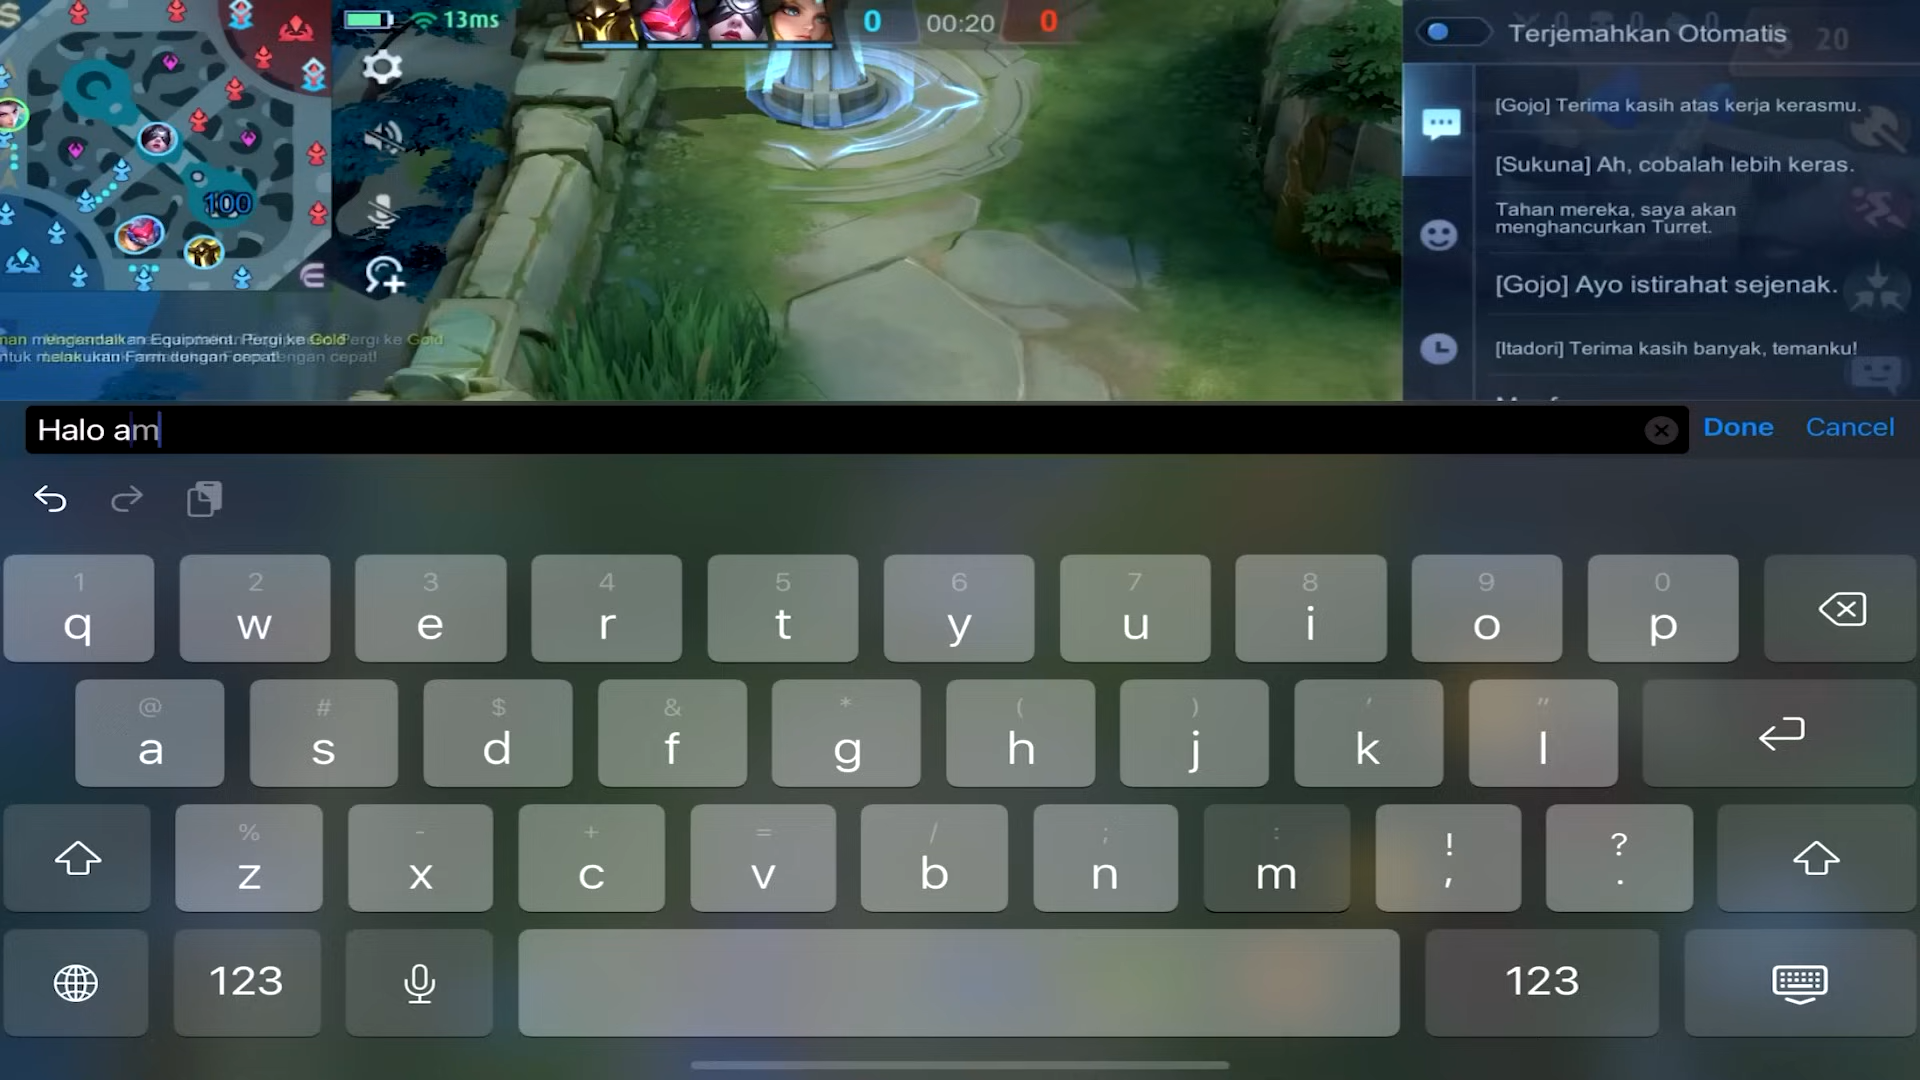 13ms
0 00:20 0
20
Terjemahkan Otomatis
[Gojo] Terima kasih atas kerja kerasmu.
[Sukuna] Ah, cobalah lebih keras.
Tahan mereka, saya akan
menghancurkan Turret.
[Gojo] Ayo istirahat sejenak.
[Itadori] Terima kasih banyak, temanku!
100
mengandalkan Equipment. Pergi ke Gold
melakukan Farm dengan cepat!
Halo am
Done Cancel
1 2 3 4 5 6 7 8 9 0
q w e r t y u i o p
@ # $ & * ( ) ' "
a s d f g h j k l
% - + = / ; : ! ?
z x c v b n m , .
123 123